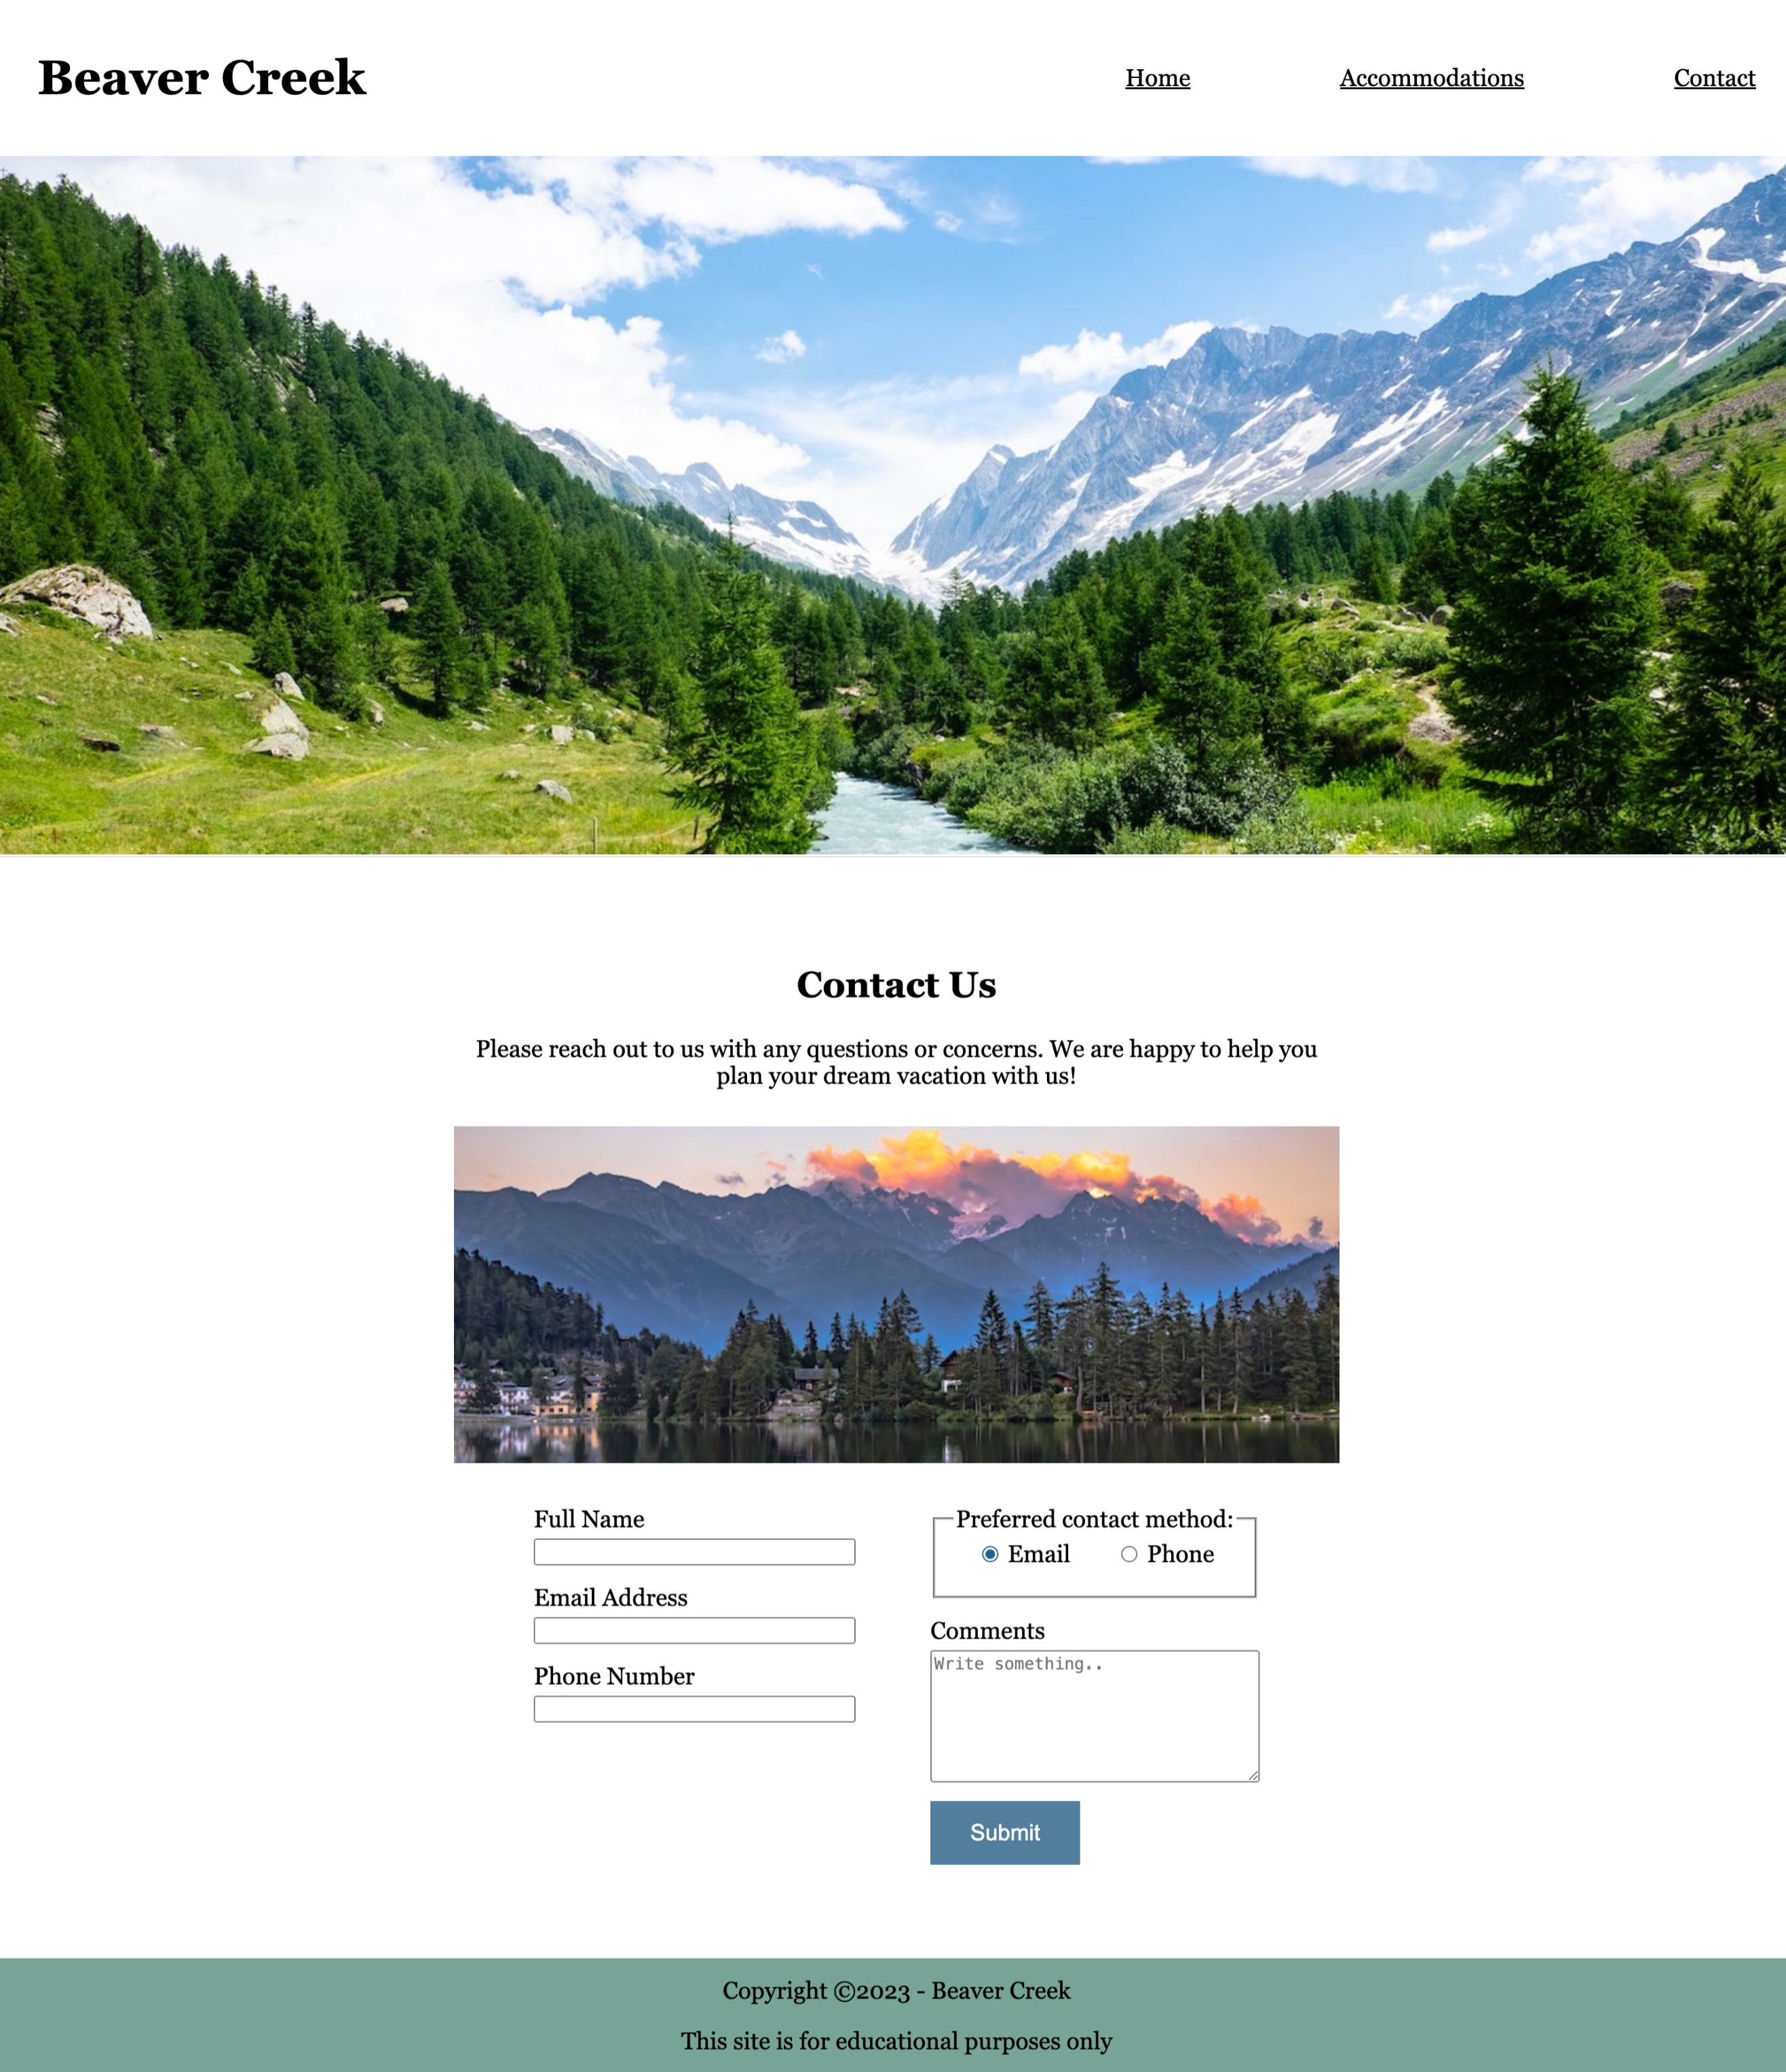 Beaver Creek
Home
Accommodations
Contact
Contact Us
Please reach out to us with any questions or concerns. We are happy to help you
plan your dream vacation with us!
Full Name
Email Address
Phone Number
Preferred contact method:
Email
Phone
Comments
Write something..
Submit
Copyright ©2023 - Beaver Creek
This site is for educational purposes only